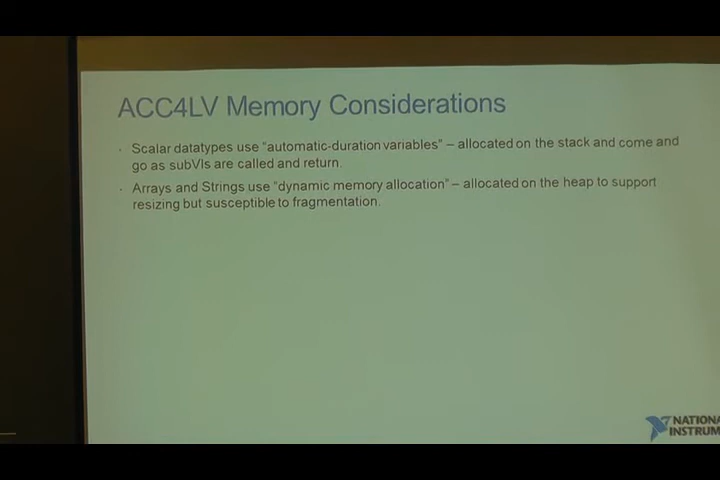 ACC4LV Memory Considerations
· Scalar datatypes use "automatic-duration variables" – allocated on the stack and come and
go as subVIs are called and return.
· Arrays and Strings use "dynamic memory allocation" – allocated on the heap to support
resizing but susceptible to fragmentation.
NATIONA
INSTRUM